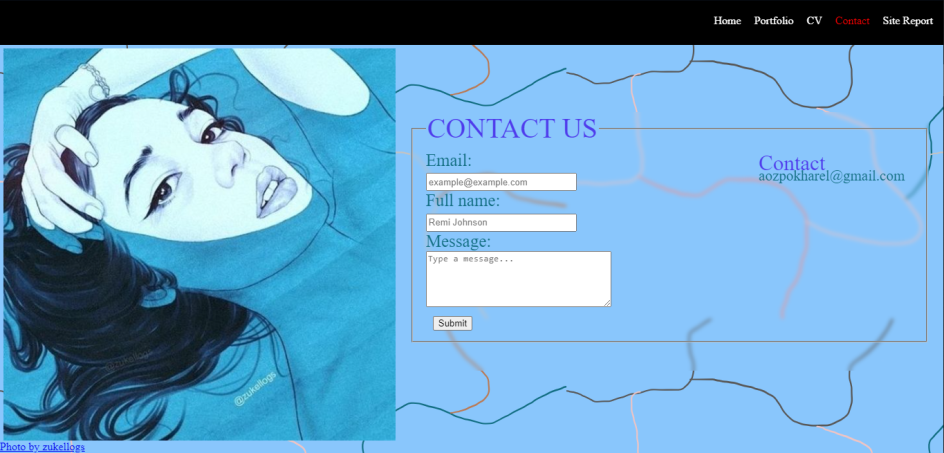 Home Portfolio CV Contact Site Report
CONTACT US
Email:
example@example.com
Full name:
Remi Johnson
Message:
Type a message...
Submit
Contact
aozpokharel@gmail.com
@zukellogs
@zukellogs
Photo by zukellogs